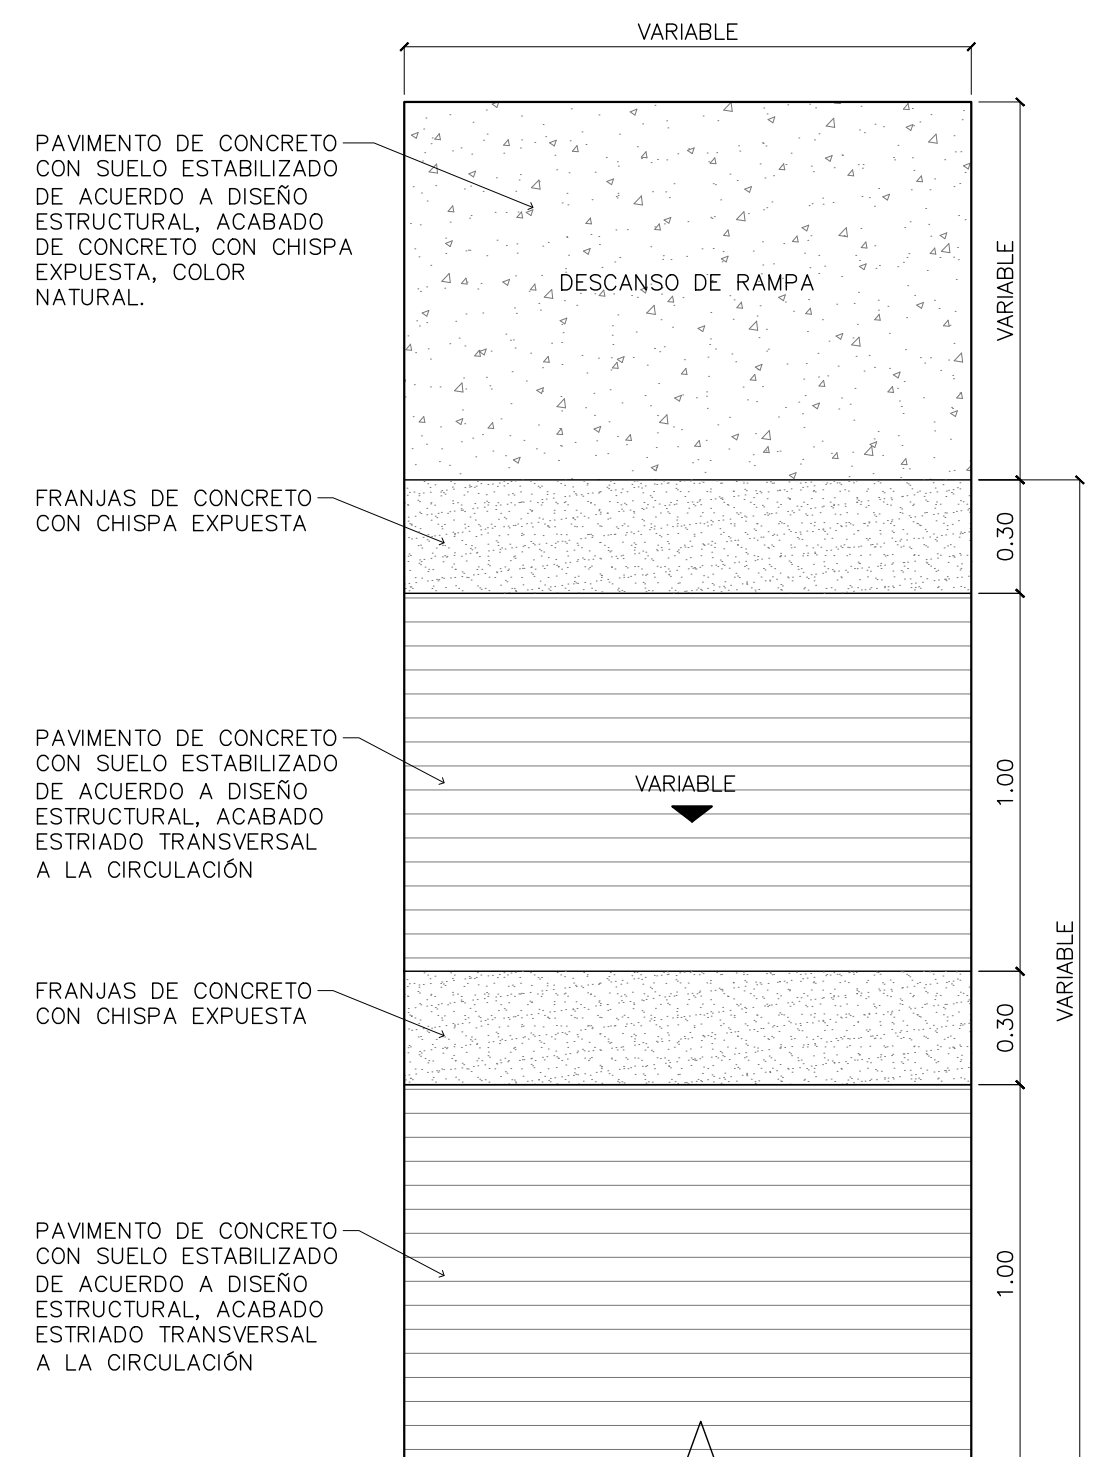 VARIABLE
PAVIMENTO DE CONCRETO
CON SUELO ESTABILIZADO
DE ACUERDO A DISEÑO
ESTRUCTURAL, ACABADO
DE CONCRETO CON CHISPA
EXPUESTA, COLOR
NATURAL.
DESCANSO DE RAMPA
VARIABLE
FRANJAS DE CONCRETO
CON CHISPA EXPUESTA
0.30
PAVIMENTO DE CONCRETO
CON SUELO ESTABILIZADO
DE ACUERDO A DISEÑO
ESTRUCTURAL, ACABADO
ESTRIADO TRANSVERSAL
A LA CIRCULACIÓN
VARIABLE
1.00
VARIABLE
FRANJAS DE CONCRETO
CON CHISPA EXPUESTA
0.30
PAVIMENTO DE CONCRETO
CON SUELO ESTABILIZADO
DE ACUERDO A DISEÑO
ESTRUCTURAL, ACABADO
ESTRIADO TRANSVERSAL
A LA CIRCULACIÓN
1.00